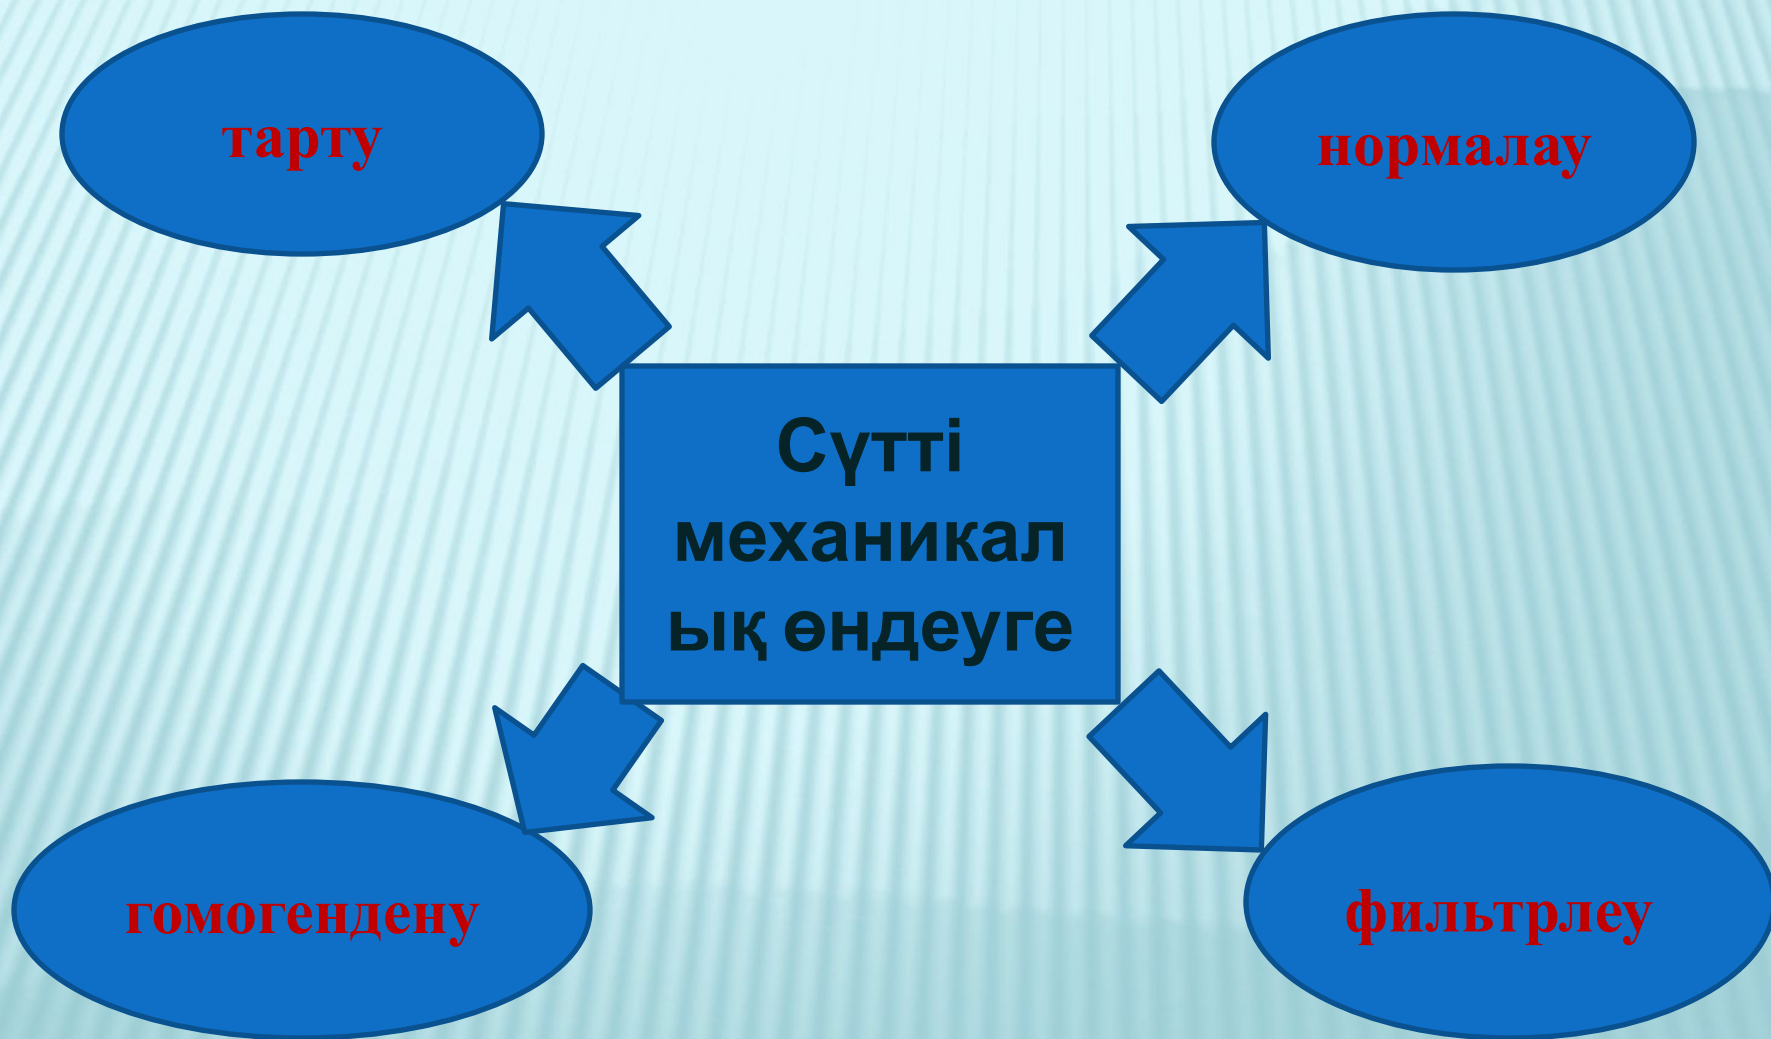 тарту
нормалау
Сүтті
механикал
ық өндеуге
гомогендену
фильтрлеу